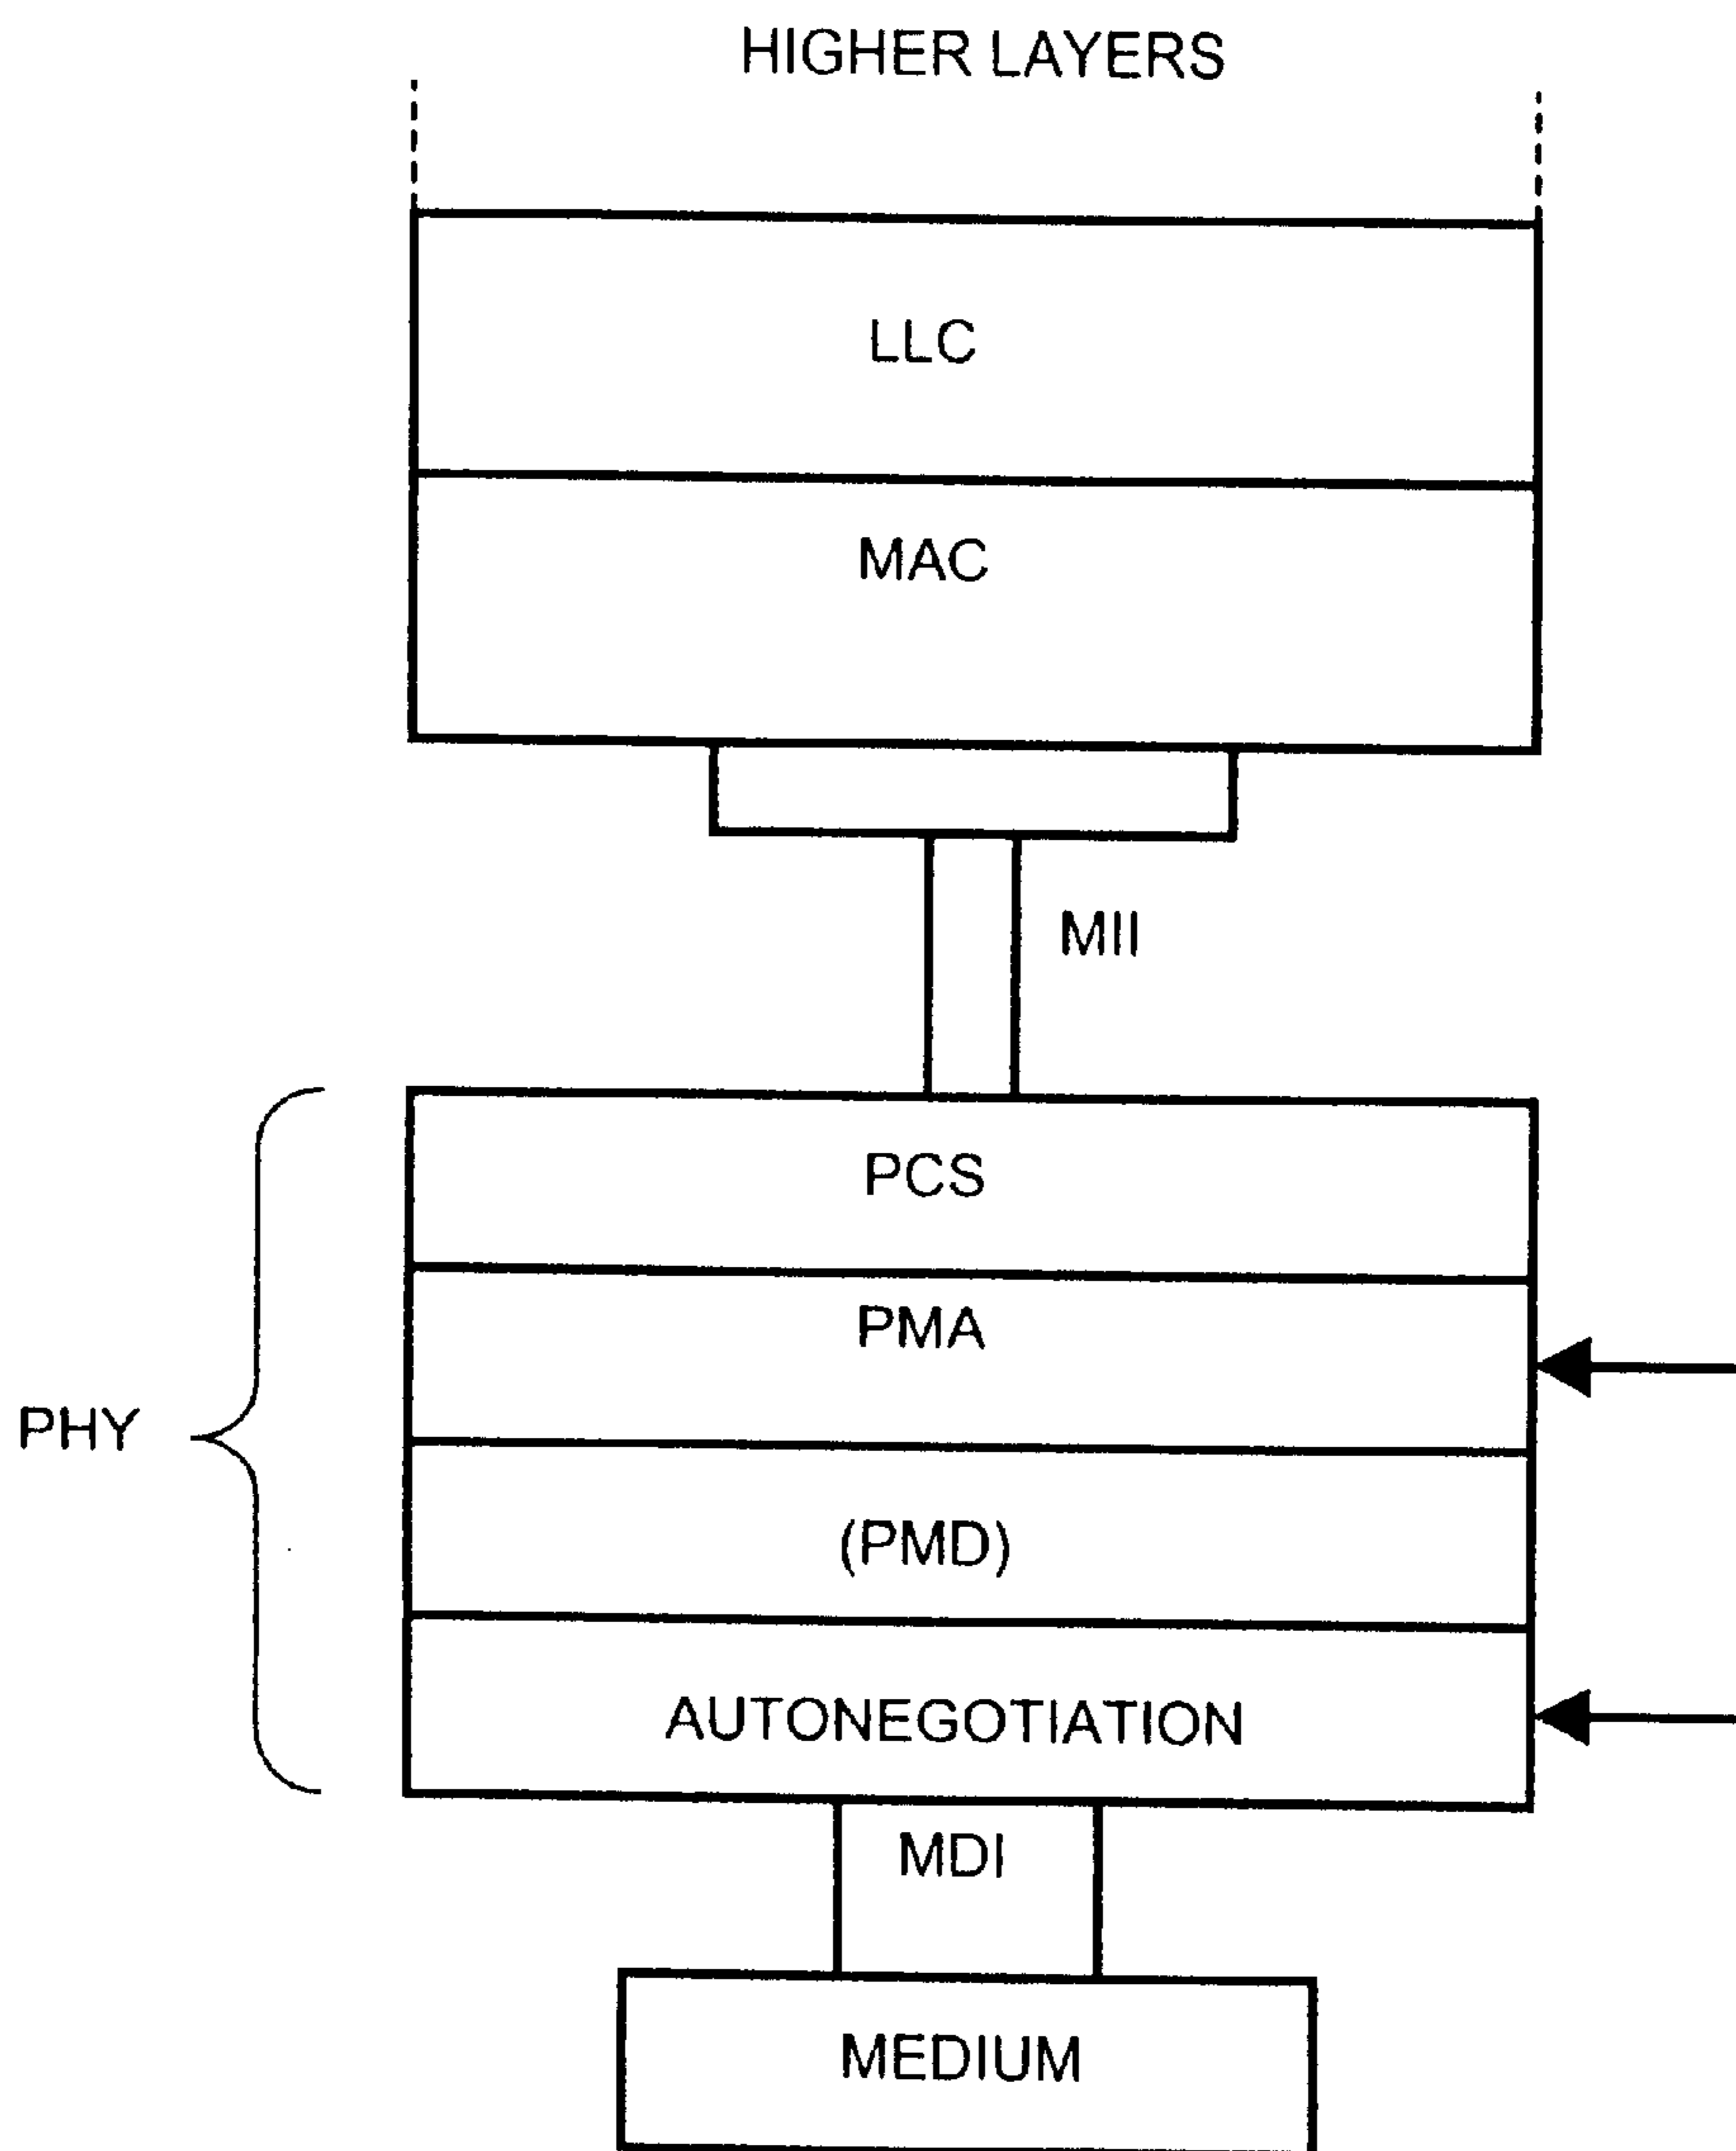 HIGHER LAYERS
LLC
MAC
MII
PCS
PMA
PHY
(PMD)
AUTONEGOTIATION
MDI
MEDIUM